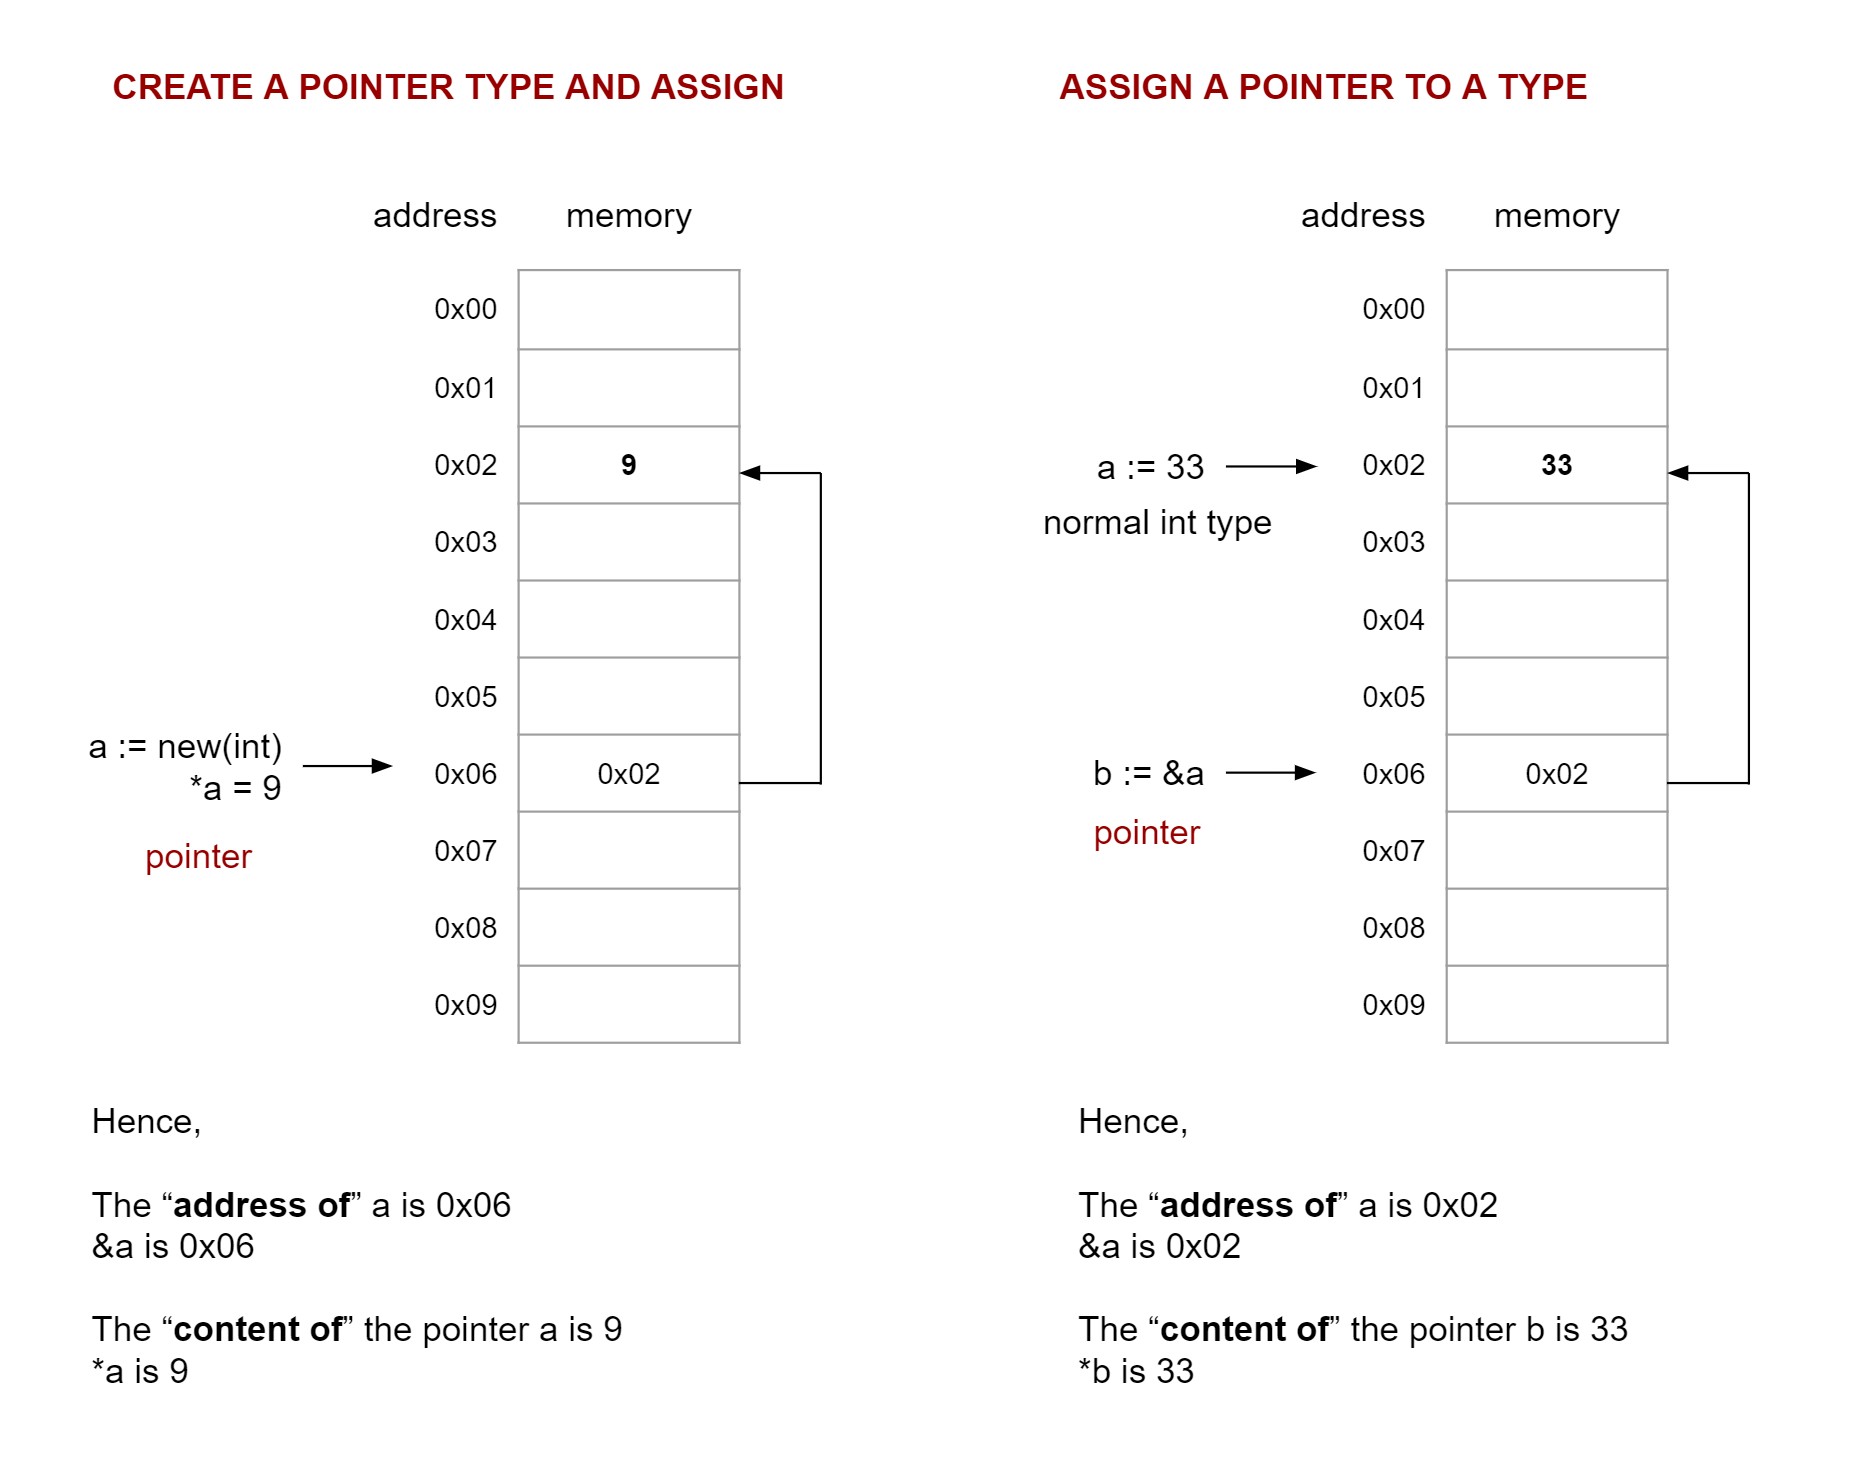 CREATE A POINTER TYPE AND ASSIGN
address memory
0x00
0x01
0x02 9
0x03
0x04
0x05
a := new(int)
*a = 9
0x06 0x02
pointer
0x07
0x08
0x09
Hence,
The “address of” a is 0x06
&a is 0x06
The “content of” the pointer a is 9
*a is 9
ASSIGN A POINTER TO A TYPE
address memory
0x00
0x01
a := 33 0x02 33
normal int type
0x03
0x04
0x05
b := &a 0x06 0x02
pointer
0x07
0x08
0x09
Hence,
The “address of” a is 0x02
&a is 0x02
The “content of” the pointer b is 33
*b is 33